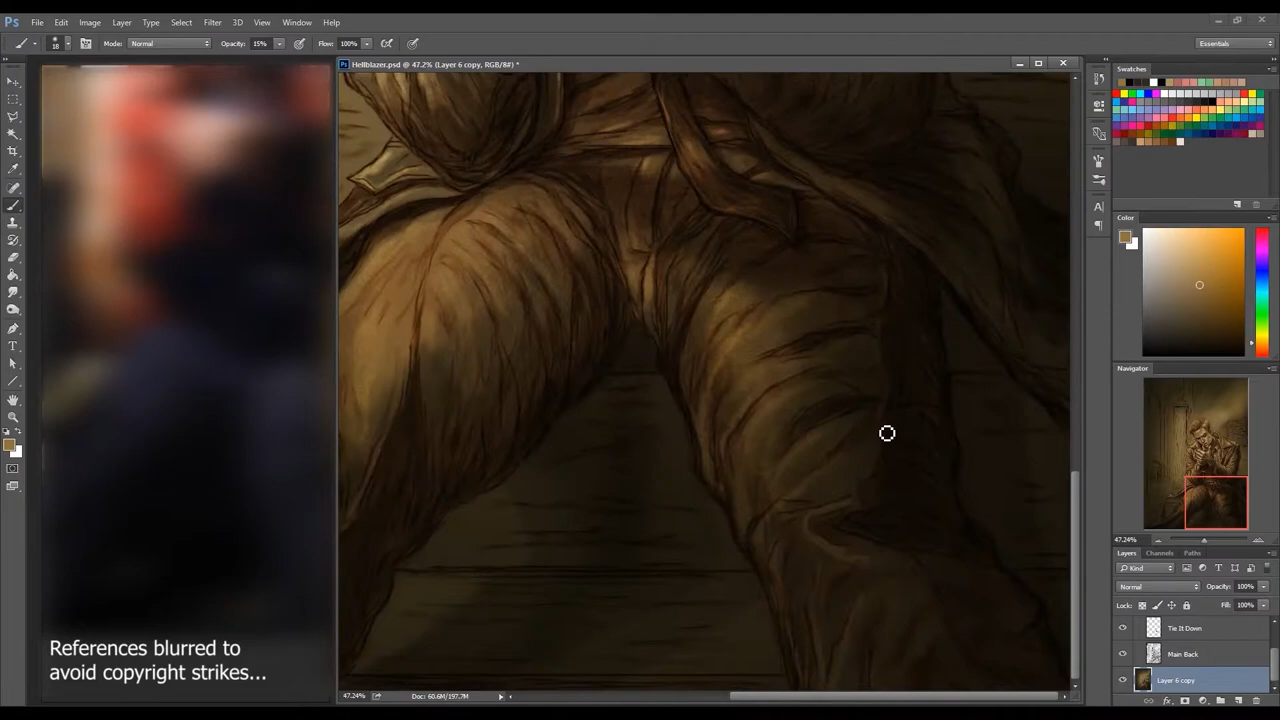 Ps File Edit Image Layer Type Select Filter 3D View Window Help
18 Mode: Normal Opacity: 15% Flow: 100% Essentials
Ps Hellblazer.psd @ 47.2% (Layer 6 copy, RGB/8#) *
Swatches
Color
Navigator
47.24%
Layers Channels Paths
Kind
Normal Opacity: 100%
Lock: Fill: 100%
Tie It Down
Main Back
Layer 6 copy
References blurred to
avoid copyright strikes...
47.24% Doc: 60.6M/197.7M